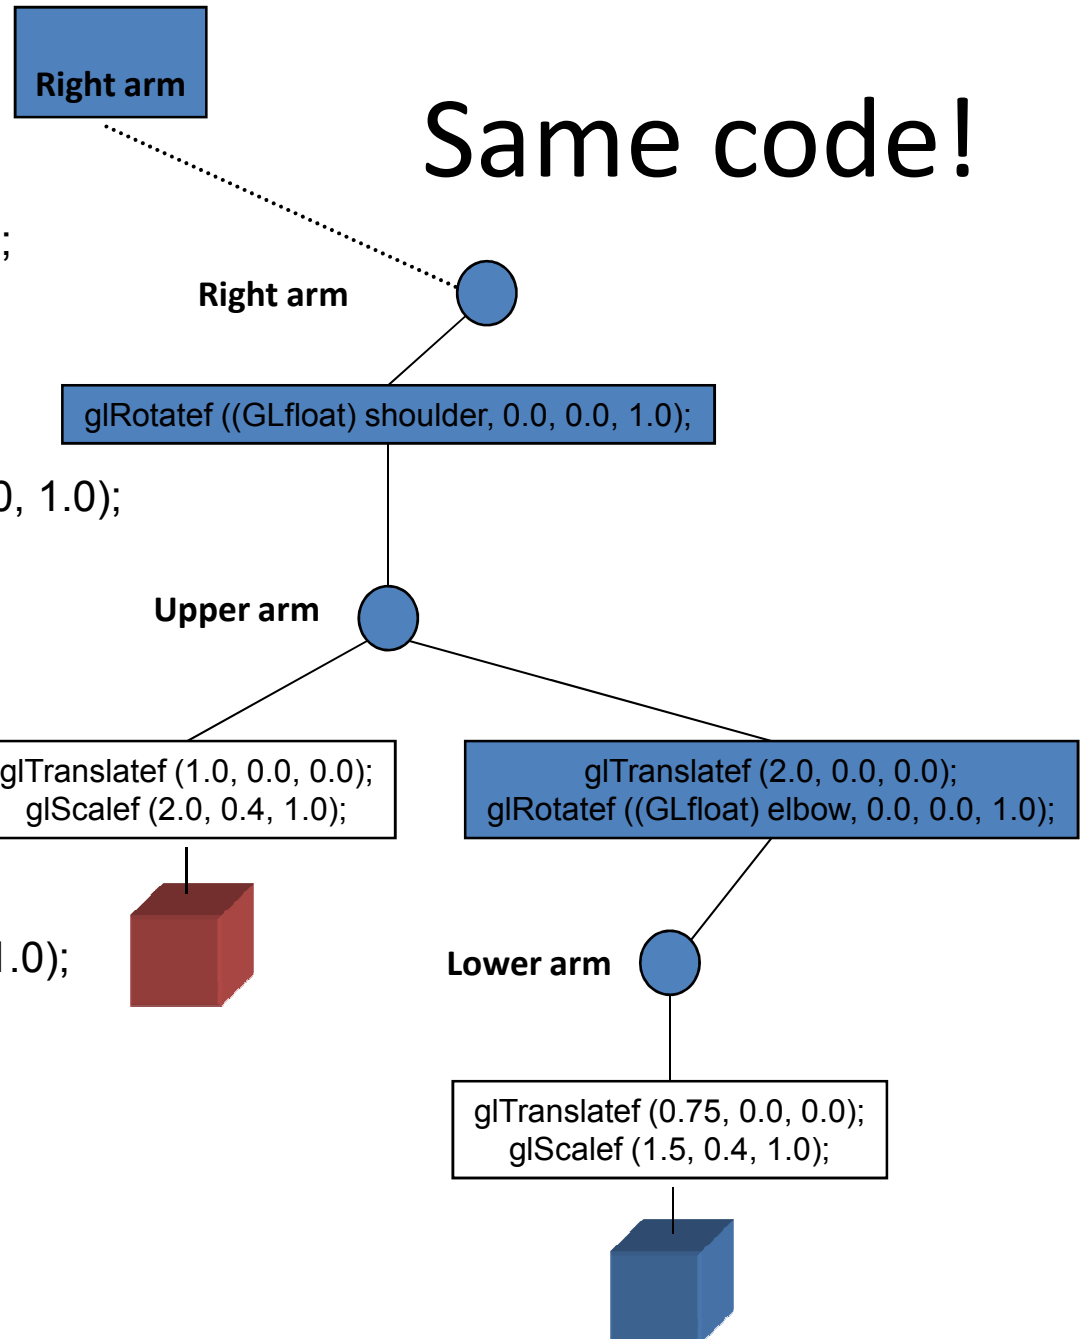 Right arm
Same code!
;
Right arm
glRotatef ((GLfloat) shoulder, 0.0, 0.0, 1.0);
, 1.0);
Upper arm
glTranslatef (1.0, 0.0, 0.0);
glScalef (2.0, 0.4, 1.0);
glTranslatef (2.0, 0.0, 0.0);
glRotatef ((GLfloat) elbow, 0.0, 0.0, 1.0);
.0);
Lower arm
glTranslatef (0.75, 0.0, 0.0);
glScalef (1.5, 0.4, 1.0);